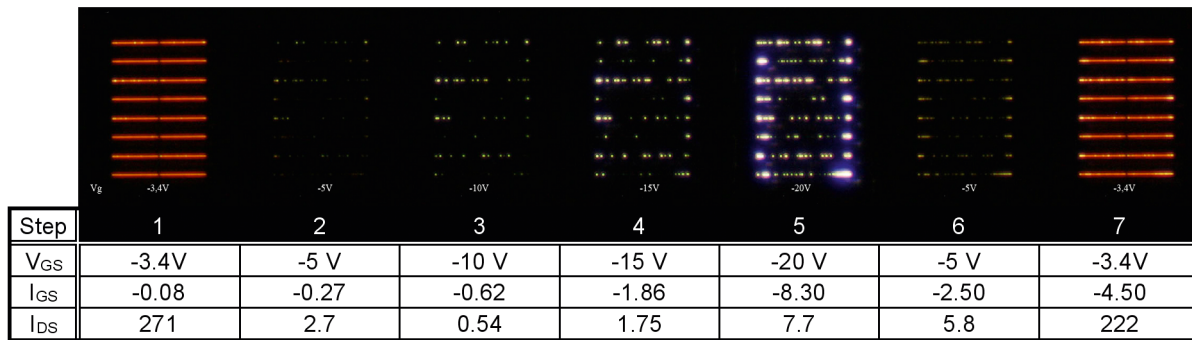 Vg -3,4V -5V -10V -15V -20V -5V -3.4V
Step 1 2 3 4 5 6 7
VGS -3.4V -5 V -10 V -15 V -20 V -5 V -3.4V
IGS -0.08 -0.27 -0.62 -1.86 -8.30 -2.50 -4.50
IDS 271 2.7 0.54 1.75 7.7 5.8 222